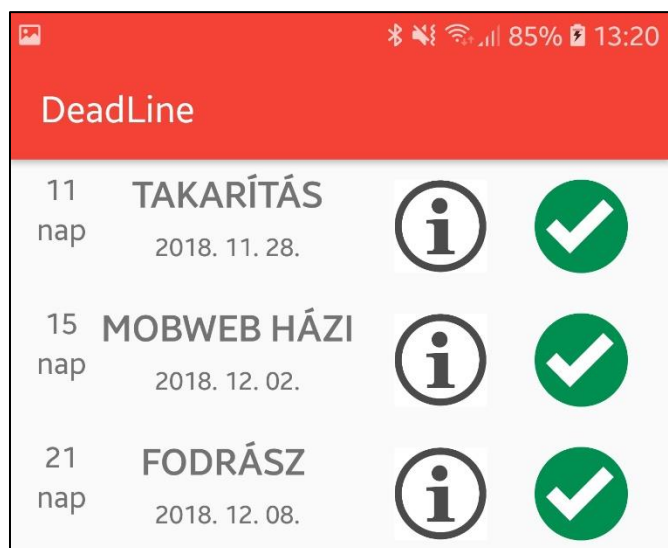 85% 13:20
DeadLine
11 nap
TAKARÍTÁS
2018. 11. 28.
15 nap
MOBWEB HÁZI
2018. 12. 02.
21 nap
FODRÁSZ
2018. 12. 08.